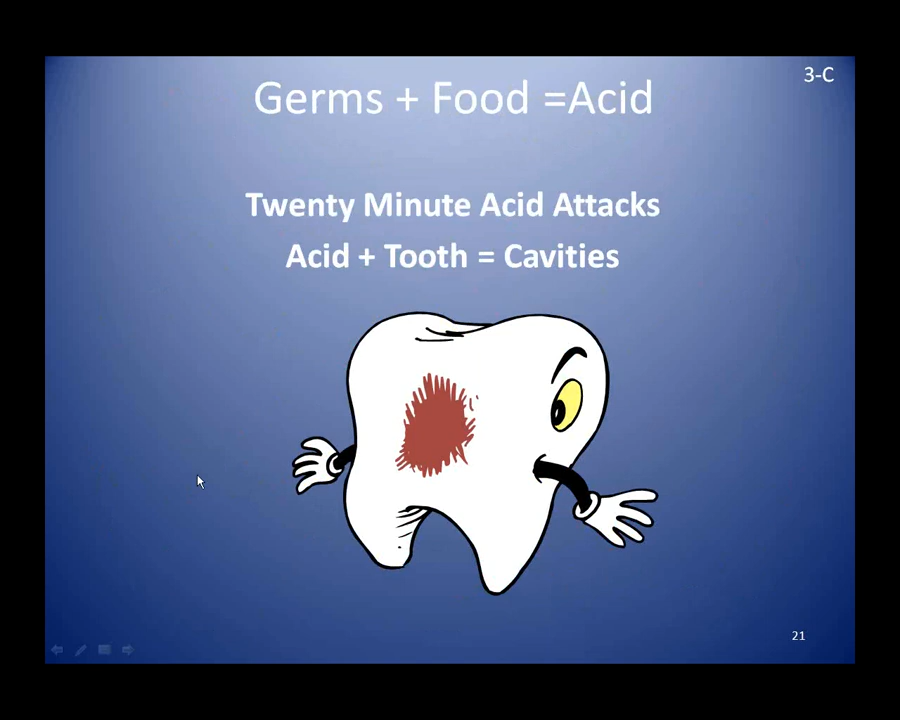 3-C
Germs + Food =Acid
Twenty Minute Acid Attacks
Acid + Tooth = Cavities
21